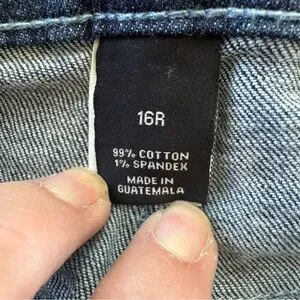 16R
99% COTTON
1% SPANDEX
MADE IN
GUATEMALA